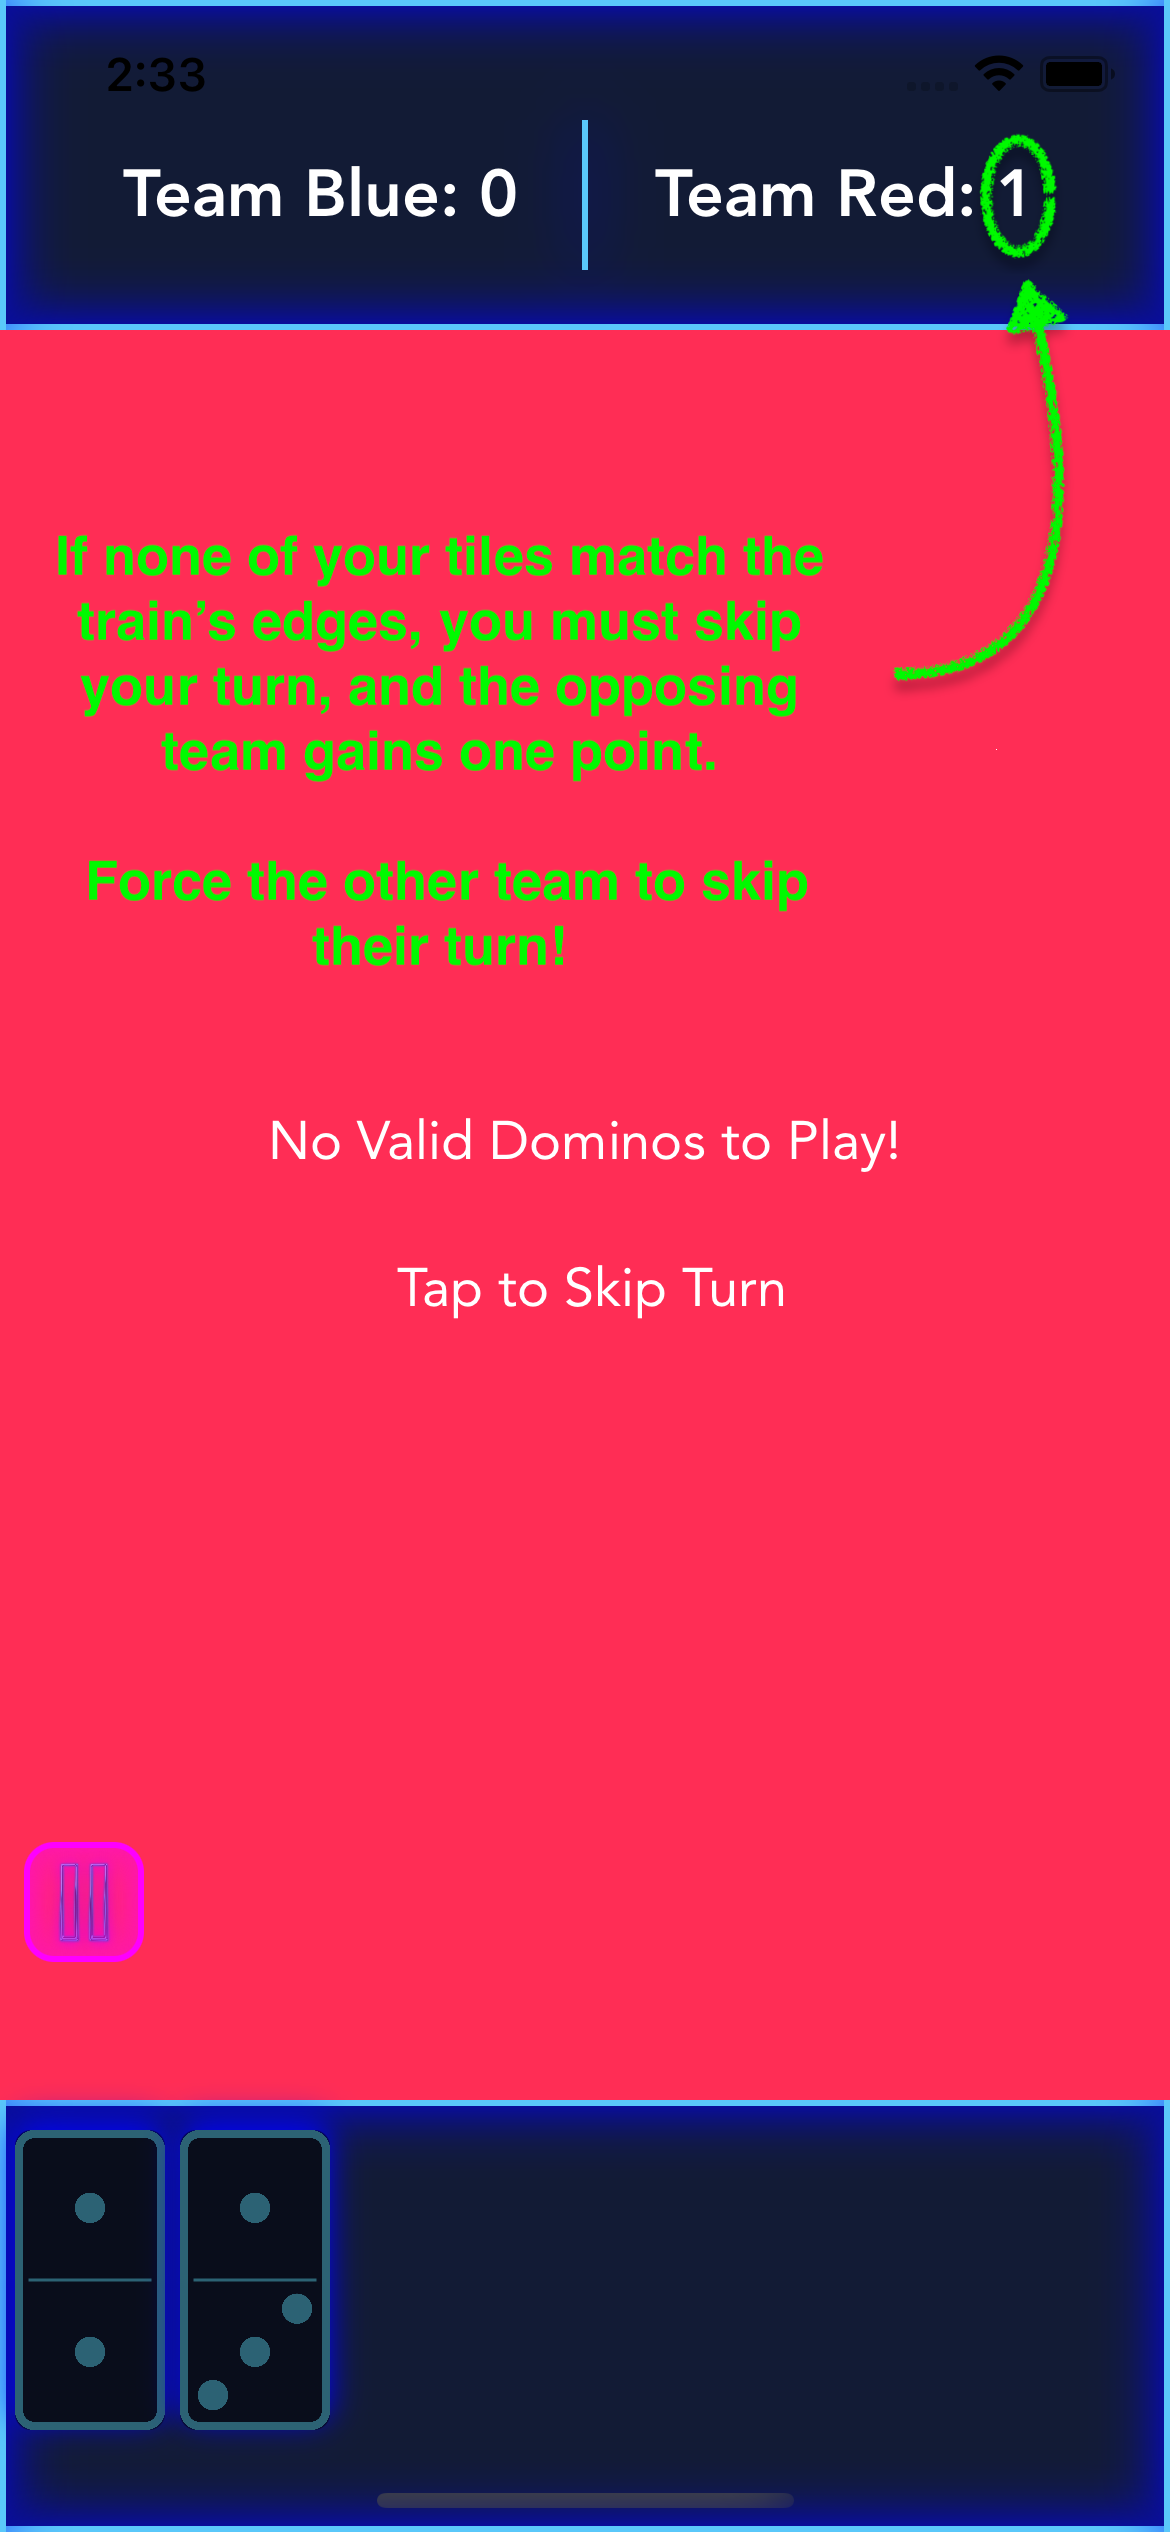 2:33
Team Blue: 0
Team Red: 1
If none of your tiles match the
train’s edges, you must skip
your turn, and the opposing
team gains one point.
Force the other team to skip
their turn!
No Valid Dominos to Play!
Tap to Skip Turn